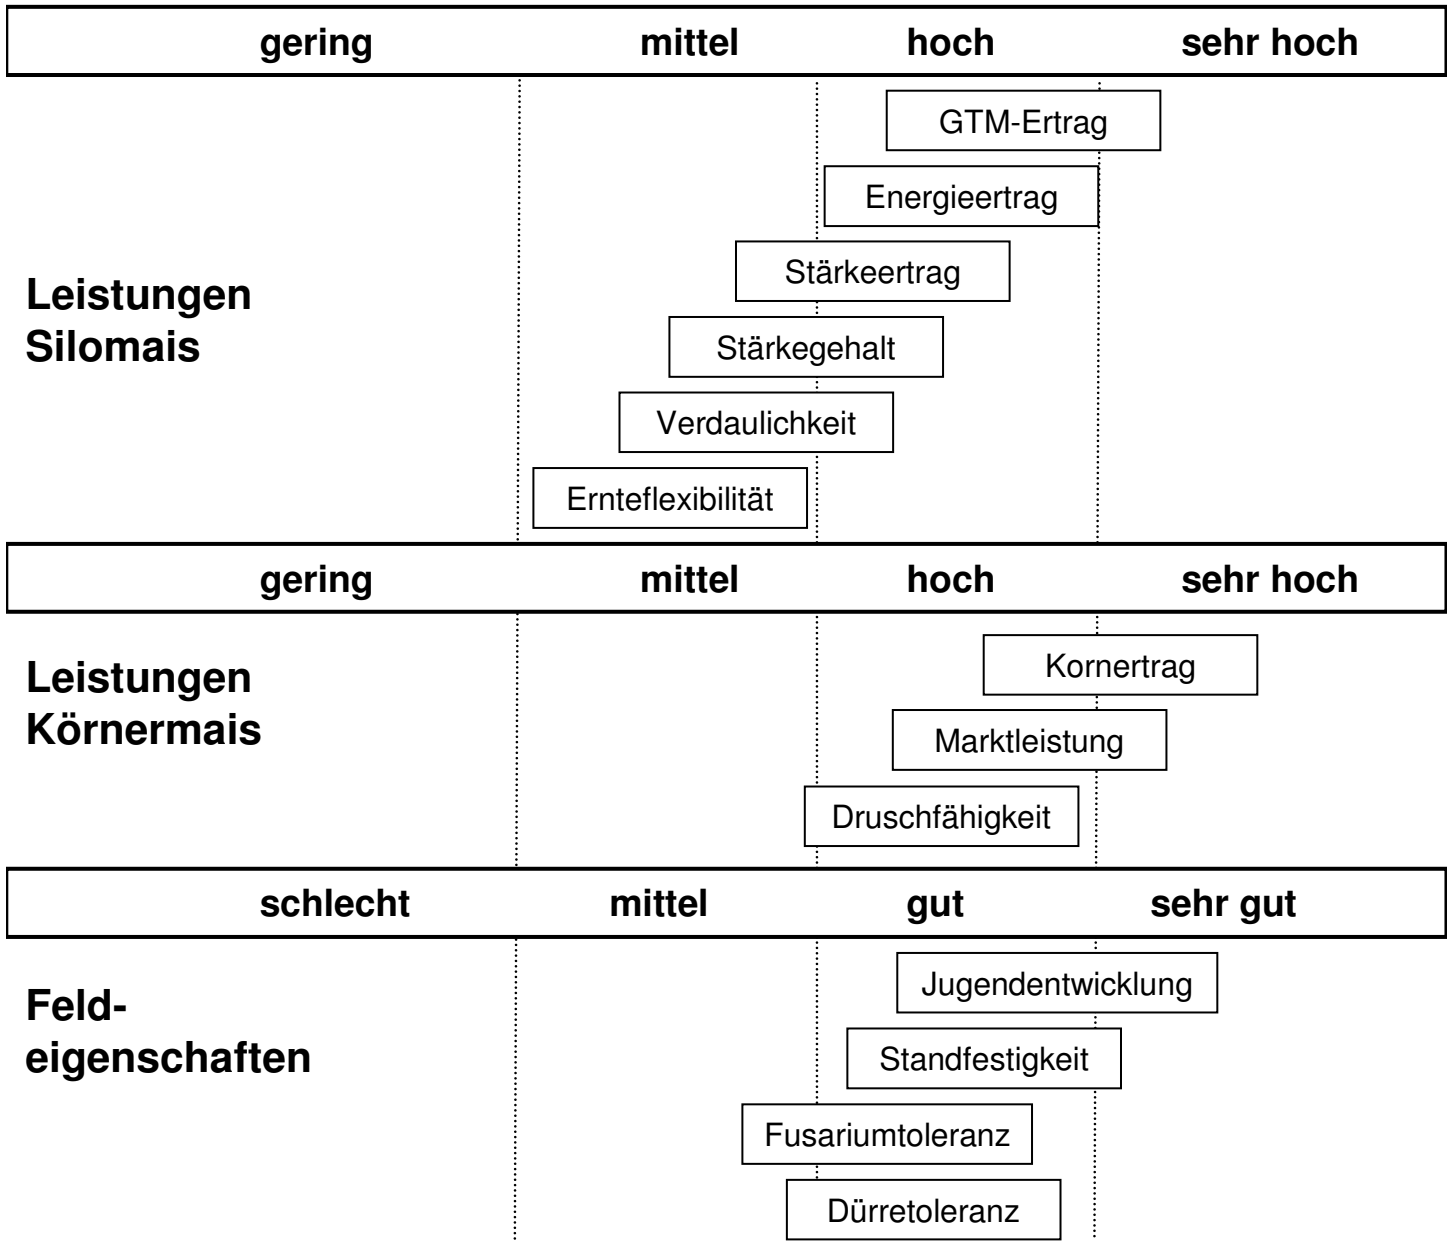 gering mittel hoch sehr hoch
GTM-Ertrag
Energieertrag
Stärkeertrag
Leistungen
Silomais
Stärkegehalt
Verdaulichkeit
Ernteflexibilität
gering mittel hoch sehr hoch
Leistungen
Körnermais
Kornertrag
Marktleistung
Druschfähigkeit
schlecht mittel gut sehr gut
Feld-
eigenschaften
Jugendentwicklung
Standfestigkeit
Fusariumtoleranz
Dürretoleranz